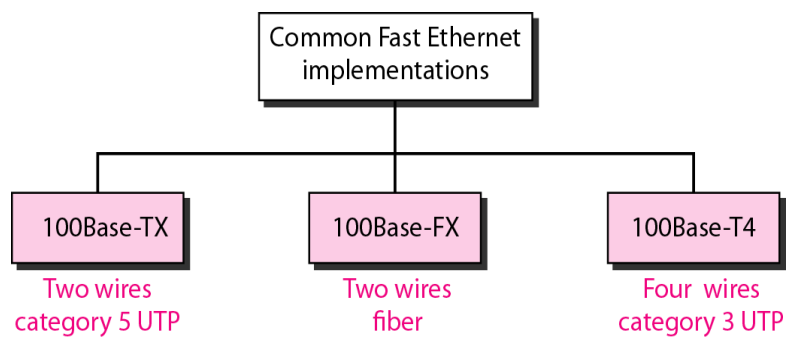 Common Fast Ethernet
implementations
100Base-TX
100Base-FX
100Base-T4
Two wires
category 5 UTP
Two wires
fiber
Four wires
category 3 UTP